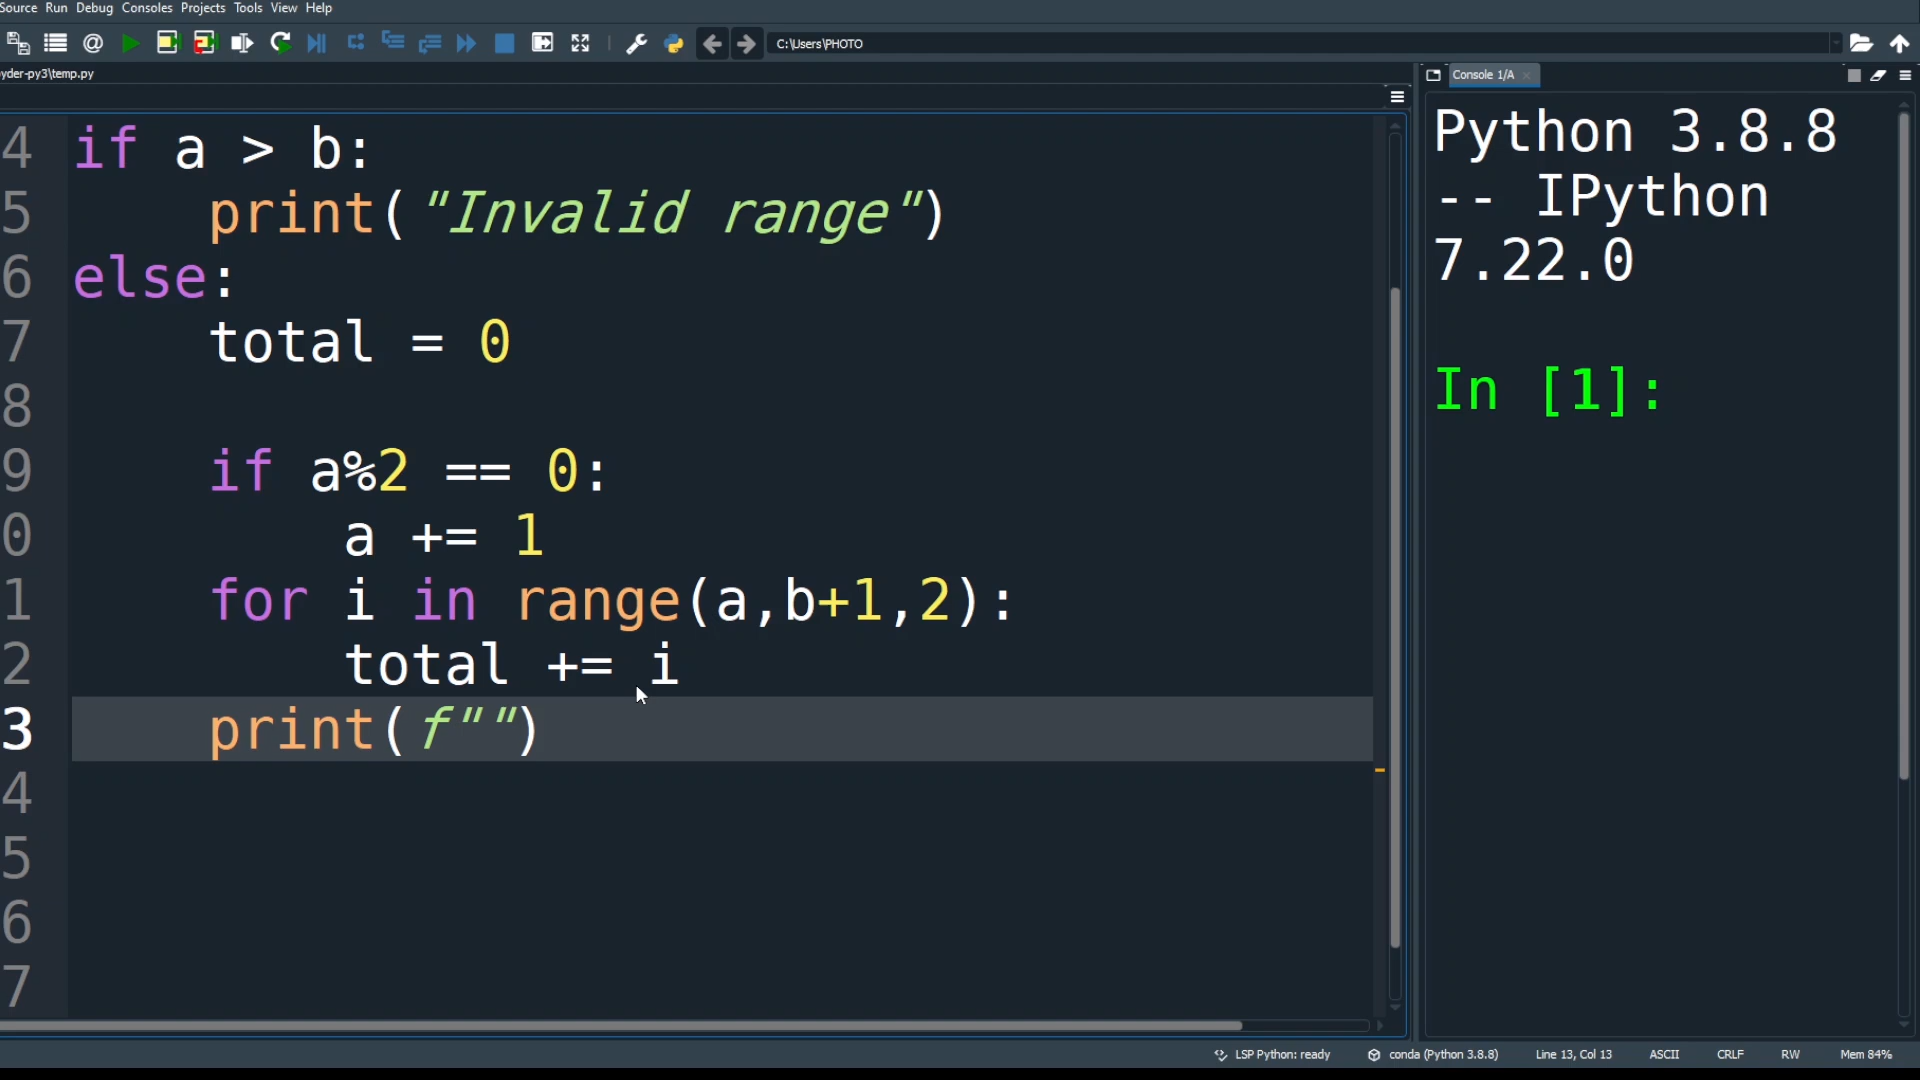 Source Run Debug Consoles Projects Tools View Help
C:\Users\PHOTO
yder-py3\temp.py
Console 1/A
4 if a > b:
5 print("Invalid range")
6 else:
7 total = 0
8
9 if a%2 == 0:
0 a += 1
1 for i in range(a,b+1,2):
2 total += i
3 print(f"")
4
5
6
7
Python 3.8.8
-- IPython
7.22.0
In [1]:
LSP Python: ready conda (Python 3.8.8) Line 13, Col 13 ASCII CRLF RW Mem 84%